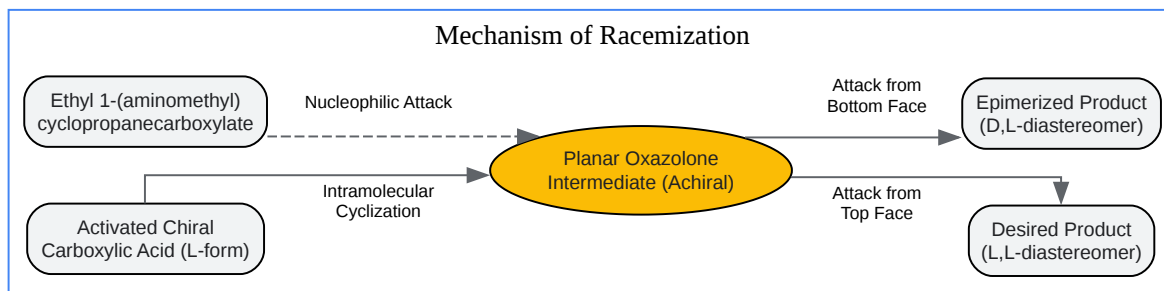 Mechanism of Racemization
Ethyl 1-(aminomethyl)
cyclopropanecarboxylate
Nucleophilic Attack
Attack from
Bottom Face
Epimerized Product
(D,L-diastereomer)
Planar Oxazolone
Intermediate (Achiral)
Activated Chiral
Carboxylic Acid (L-form)
Intramolecular
Cyclization
Attack from
Top Face
Desired Product
(L,L-diastereomer)